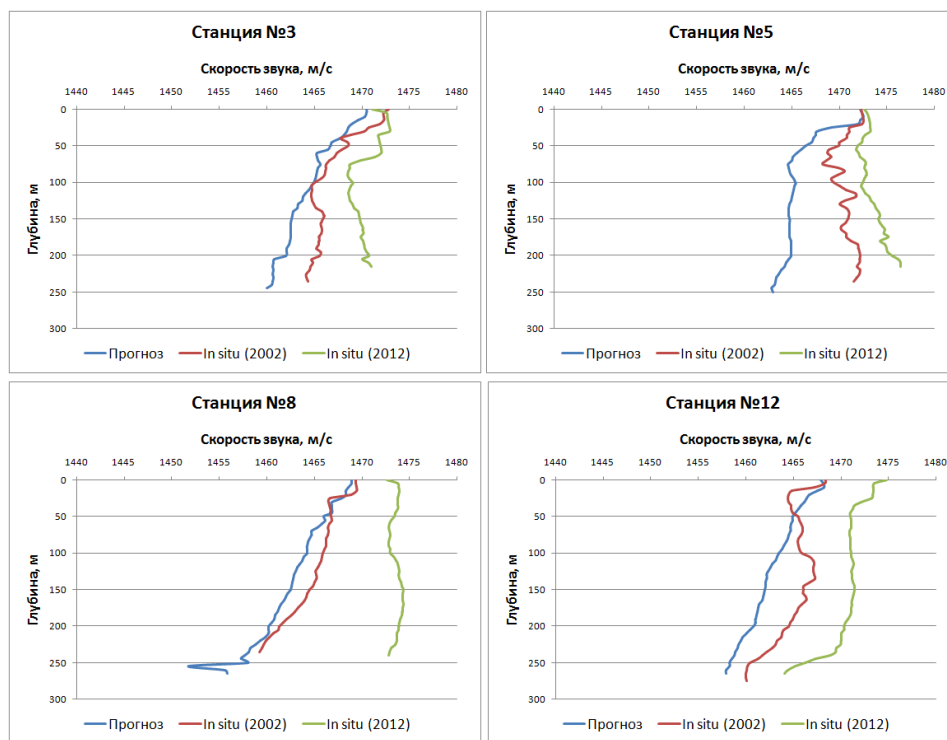 Станция №3
Скорость звука, м/с
1440 1445 1450 1455 1460 1465 1470 1475 1480
Глубина, м
0
50
100
150
200
250
300
Прогноз In situ (2002) In situ (2012)
Станция №5
Скорость звука, м/с
1440 1445 1450 1455 1460 1465 1470 1475 1480
Глубина, м
0
50
100
150
200
250
300
Прогноз In situ (2002) In situ (2012)
Станция №8
Скорость звука, м/с
1440 1445 1450 1455 1460 1465 1470 1475 1480
Глубина, м
0
50
100
150
200
250
300
Прогноз In situ (2002) In situ (2012)
Станция №12
Скорость звука, м/с
1440 1445 1450 1455 1460 1465 1470 1475 1480
Глубина, м
0
50
100
150
200
250
300
Прогноз In situ (2002) In situ (2012)